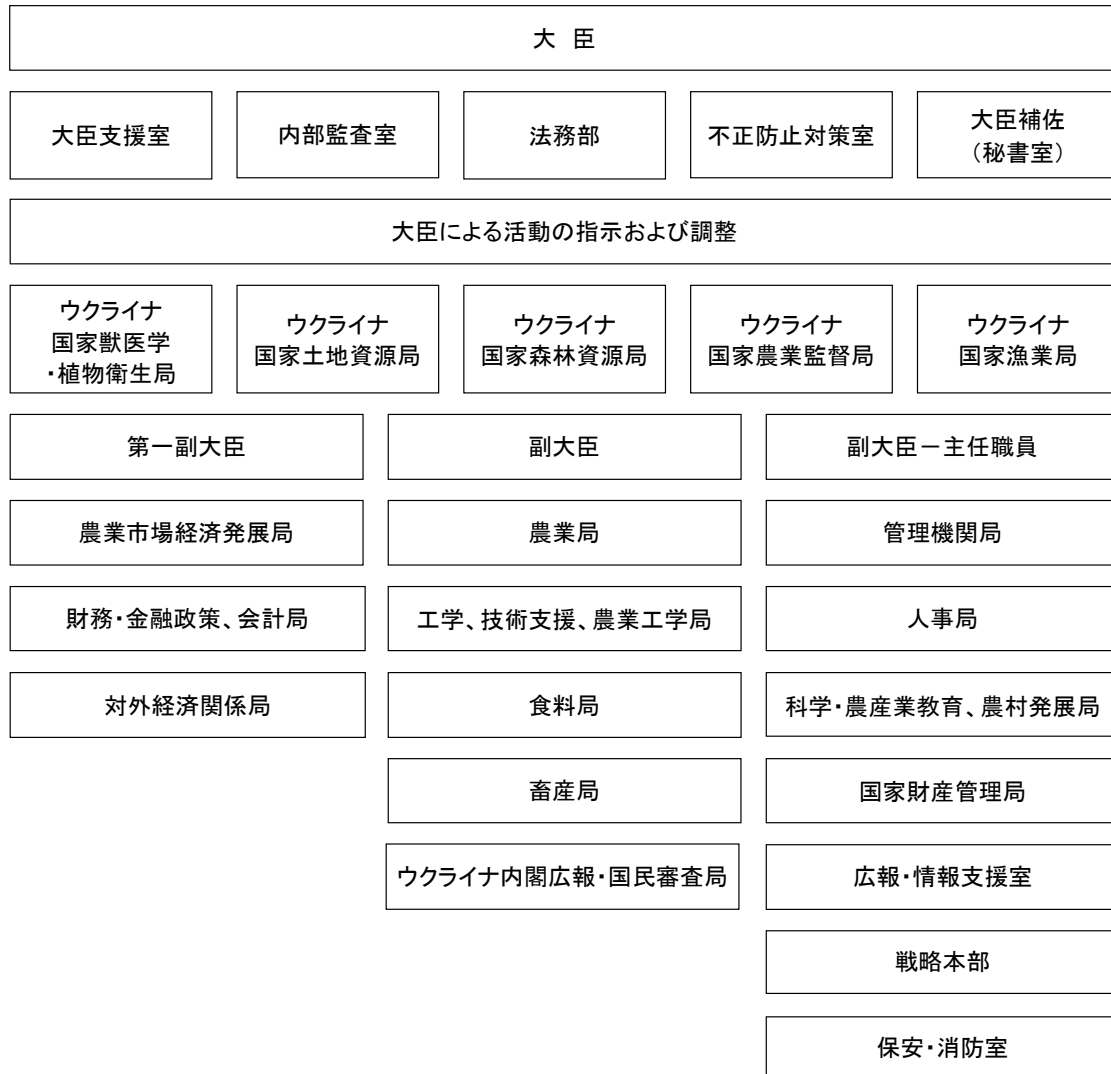 大 臣
大臣支援室
内部監査室
法務部
不正防止対策室
大臣補佐
（秘書室）
大臣による活動の指示および調整
ウクライナ
国家獣医学
・植物衛生局
ウクライナ
国家土地資源局
ウクライナ
国家森林資源局
ウクライナ
国家農業監督局
ウクライナ
国家漁業局
第一副大臣
副大臣
副大臣－主任職員
農業市場経済発展局
農業局
管理機関局
財務・金融政策、会計局
工学、技術支援、農業工学局
人事局
対外経済関係局
食料局
科学・農産業教育、農村発展局
畜産局
国家財産管理局
ウクライナ内閣広報・国民審査局
広報・情報支援室
戦略本部
保安・消防室